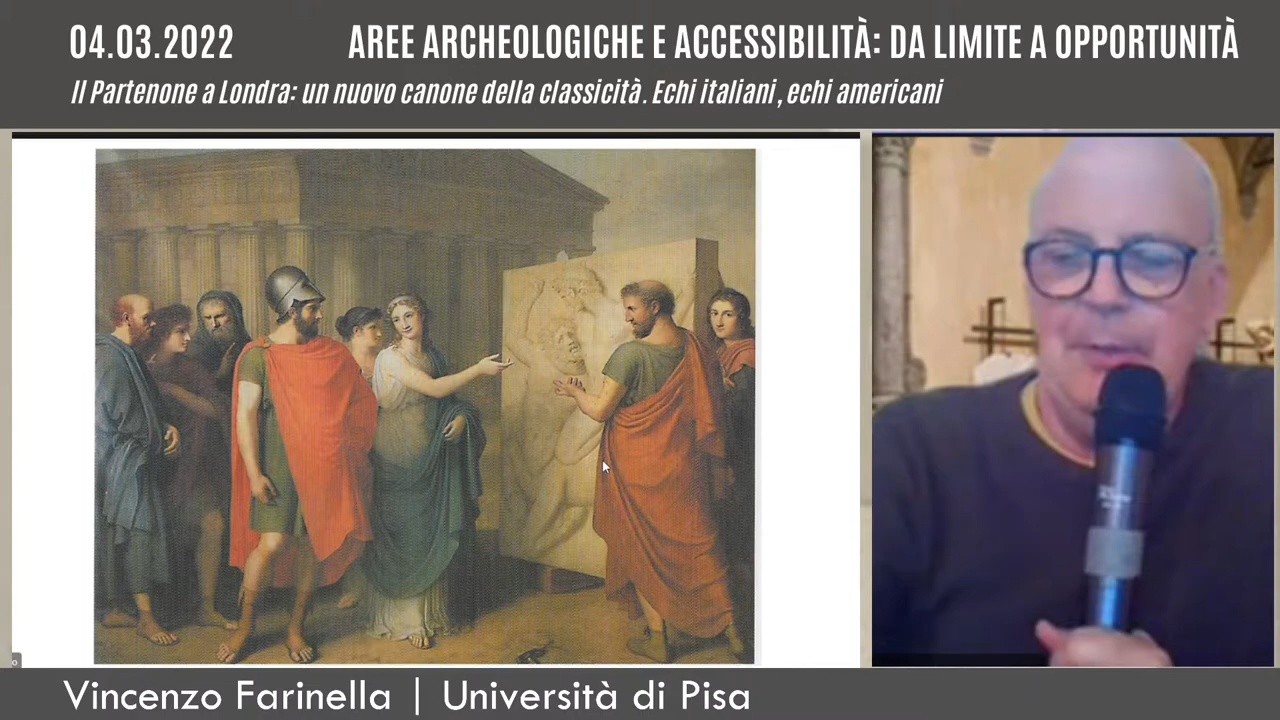 04.03.2022
AREE ARCHEOLOGICHE E ACCESSIBILITÀ: DA LIMITE A OPPORTUNITÀ
Il Partenone a Londra: un nuovo canone della classicità. Echi italiani, echi americani
Vincenzo Farinella | Università di Pisa